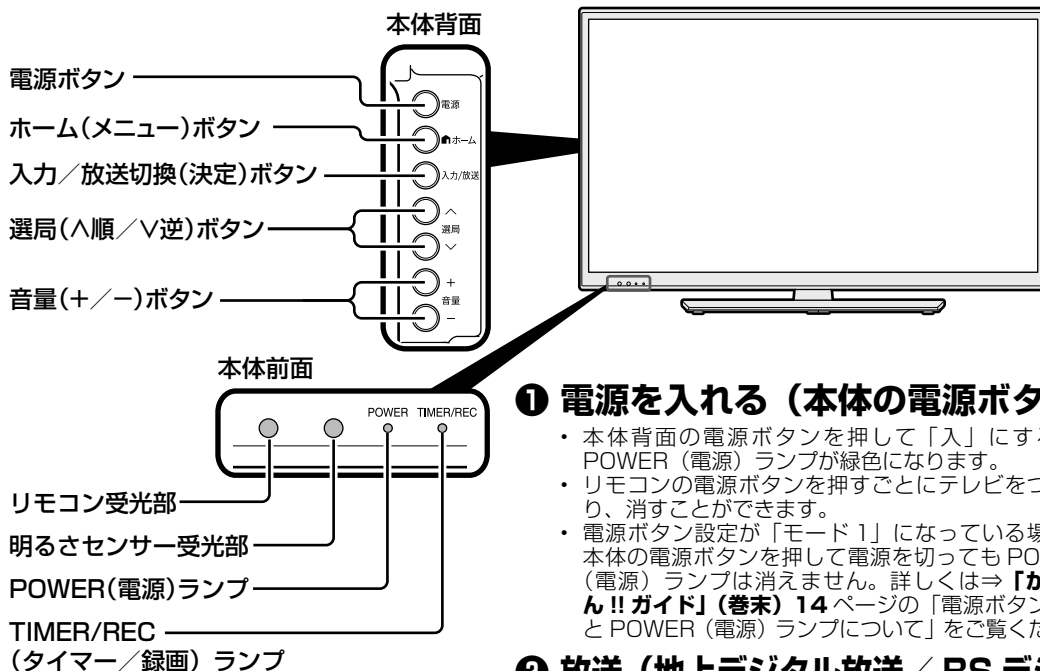 本体背面
電源ボタン
電源
ホーム(メニュー)ボタン
ホーム
入力／放送切換(決定)ボタン
入力/放送
選局(∧順／∨逆)ボタン
∧
選局
∨
音量(＋／－)ボタン
＋
音量
－
本体前面
POWER TIMER/REC
リモコン受光部
明るさセンサー受光部
POWER(電源)ランプ
TIMER/REC
(タイマー／録画) ランプ
❶ 電源を入れる（本体の電源ボタ
・ 本体背面の電源ボタンを押して「入」にする
POWER（電源）ランプが緑色になります。
・ リモコンの電源ボタンを押すごとにテレビをつ
り、消すことができます。
・ 電源ボタン設定が「モード 1」になっている場
本体の電源ボタンを押して電源を切っても PO
（電源）ランプは消えません。詳しくは⇒「か
ん !! ガイド」（巻末）14 ページの「電源ボタン
と POWER（電源）ランプについて」をご覧くだ
❷ 放送（地上デジタル放送／ BS デジ